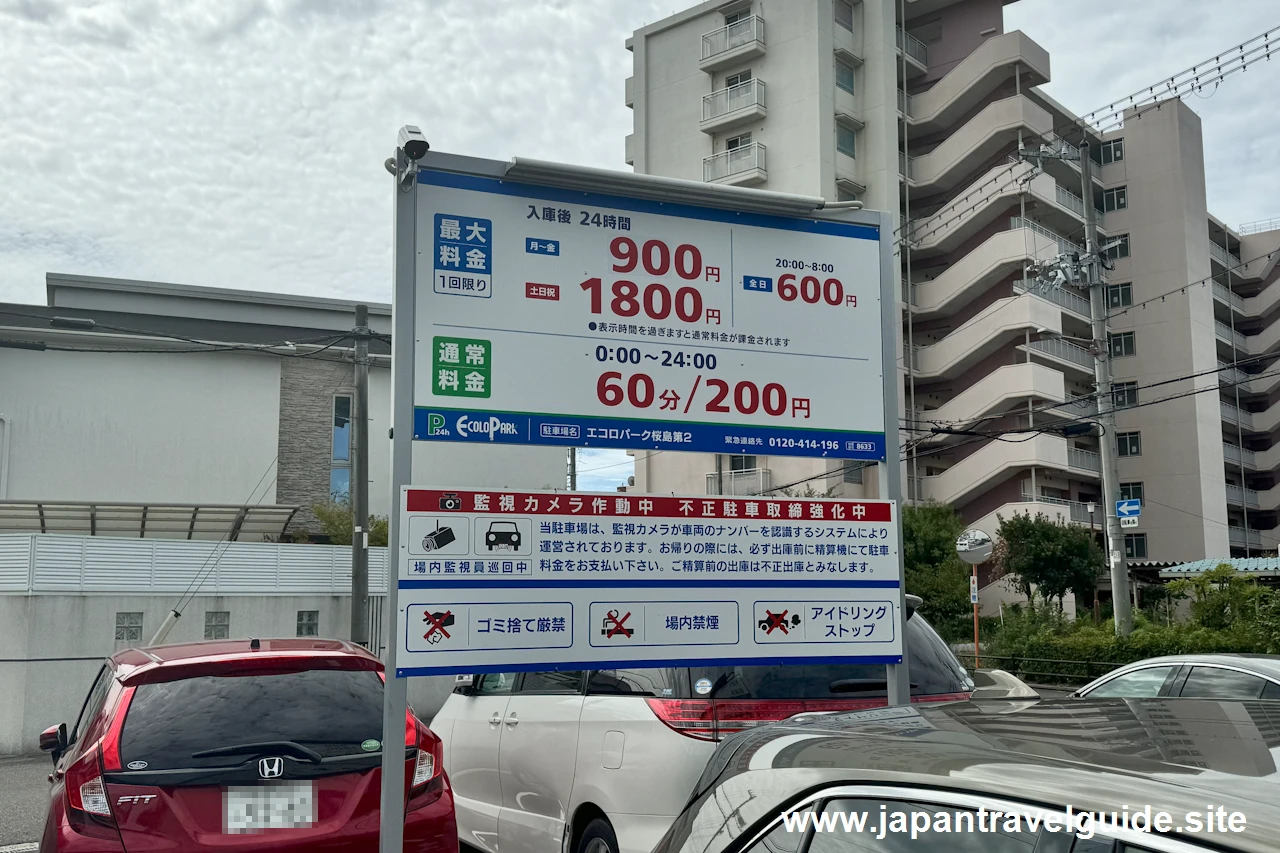 入庫後 24時間
最大
料金
1回限り
月~金 900円
土日祝 1800円
20:00~8:00
全日 600円
●表示時間を過ぎますと通常料金が課金されます
通常
料金
0:00~24:00
60分/200円
P 24h ECOLOPARK 駐車場名 エコロパーク桜島第2 緊急連絡先 0120-414-196 8633
監視カメラ作動中 不正駐車取締強化中
場内監視員巡回中
当駐車場は、監視カメラが車両のナンバーを認識するシステムにより
運営されております。お帰りの際には、必ず出庫前に精算機にて駐車
料金をお支払い下さい。ご精算前の出庫は不正出庫とみなします。
ゴミ捨て厳禁
場内禁煙
アイドリング
ストップ
FIT
www.japantravelguide.site